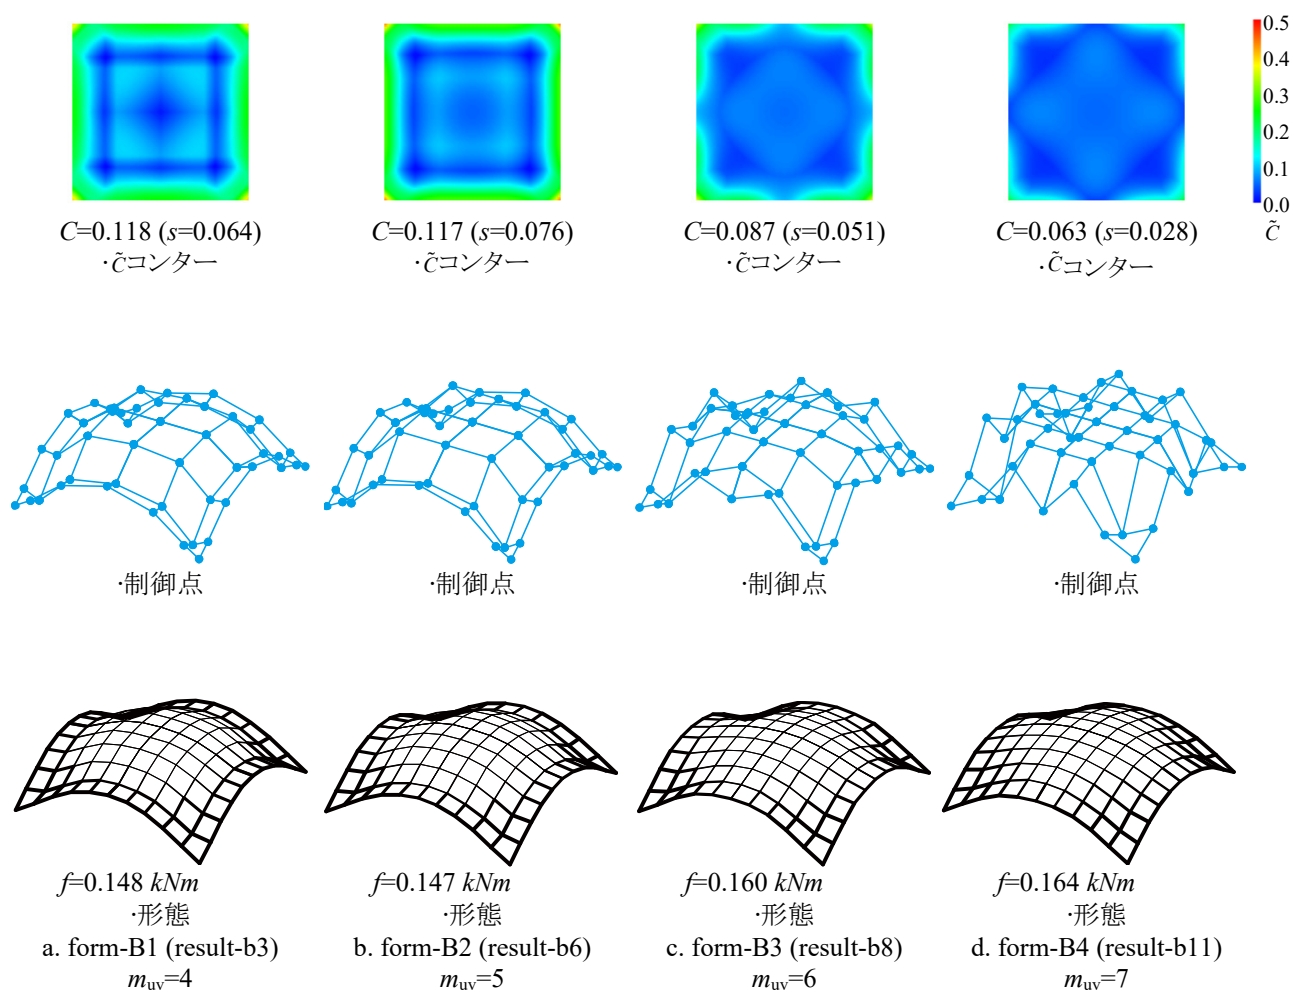 0.5
0.4
0.3
0.2
0.1
0.0
C̃
C=0.118 (s=0.064)
C=0.117 (s=0.076)
C=0.087 (s=0.051)
C=0.063 (s=0.028)
·C̃コンター
·C̃コンター
·C̃コンター
·C̃コンター
·制御点
·制御点
·制御点
·制御点
f=0.148 kNm
f=0.147 kNm
f=0.160 kNm
f=0.164 kNm
·形態
·形態
·形態
·形態
a. form-B1 (result-b3)
b. form-B2 (result-b6)
c. form-B3 (result-b8)
d. form-B4 (result-b11)
muv=4
muv=5
muv=6
muv=7